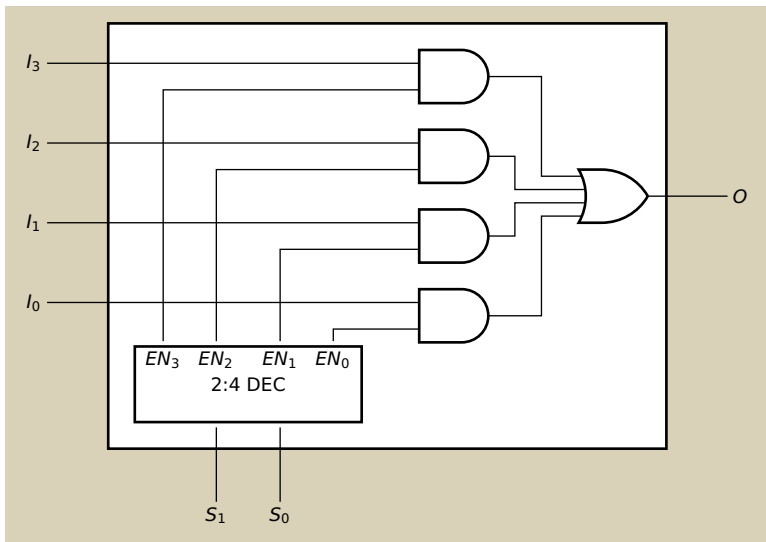 I₃
I₂
I₁
O
I₀
EN₃ EN₂ EN₁ EN₀
2:4 DEC
S₁ S₀